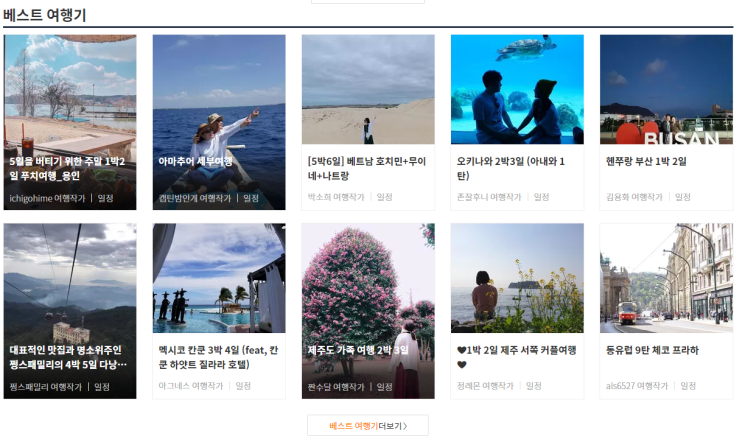 베스트 여행기
5일을 버티기 위한 주말 1박2
일 푸치여행_용인
ichigohime 여행작가 | 일정
아마추어 세부여행
캡틴밤안개 여행작가 | 일정
[5박6일] 베트남 호치민+무이
네+나트랑
박소희 여행작가 | 일정
오키나와 2박3일 (아내와 1
탄)
존잘후니 여행작가 | 일정
BUSAN
헨쭈랑 부산 1박 2일
김용화 여행작가 | 일정
대표적인 맛집과 명소위주인
쩡스패밀리의 4박 5일 다낭…
쩡스패밀리 여행작가 | 일정
멕시코 칸쿤 3박 4일 (feat, 칸
쿤 하얏트 질라라 호텔)
아그네스 여행작가 | 일정
제주도 가족 여행 2박 3일
짠수달 여행작가 | 일정
♥1박 2일 제주 서쪽 커플여행
♥
정레몬 여행작가 | 일정
동유럽 9탄 체코 프라하
als6527 여행작가 | 일정
베스트 여행기더보기 〉